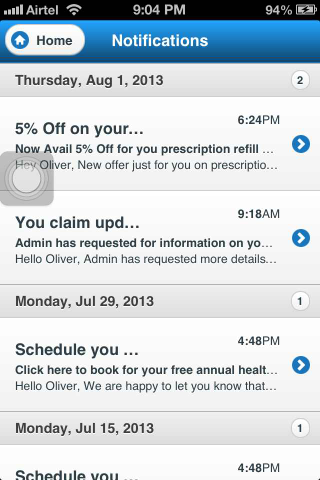 Airtel 9:04 PM 94%
Home Notifications
Thursday, Aug 1, 2013 2
6:24PM
5% Off on your…
Now Avail 5% Off for you prescription refill …
Hey Oliver, New offer just for you on prescriptio…
9:18AM
You claim upd…
Admin has requested for information on yo…
Hello Oliver, Admin has requested more details…
Monday, Jul 29, 2013 1
4:48PM
Schedule you …
Click here to book for your free annual healt…
Hello Oliver, We are happy to let you know that…
Monday, Jul 15, 2013 1
4:48PM
Schedule you …